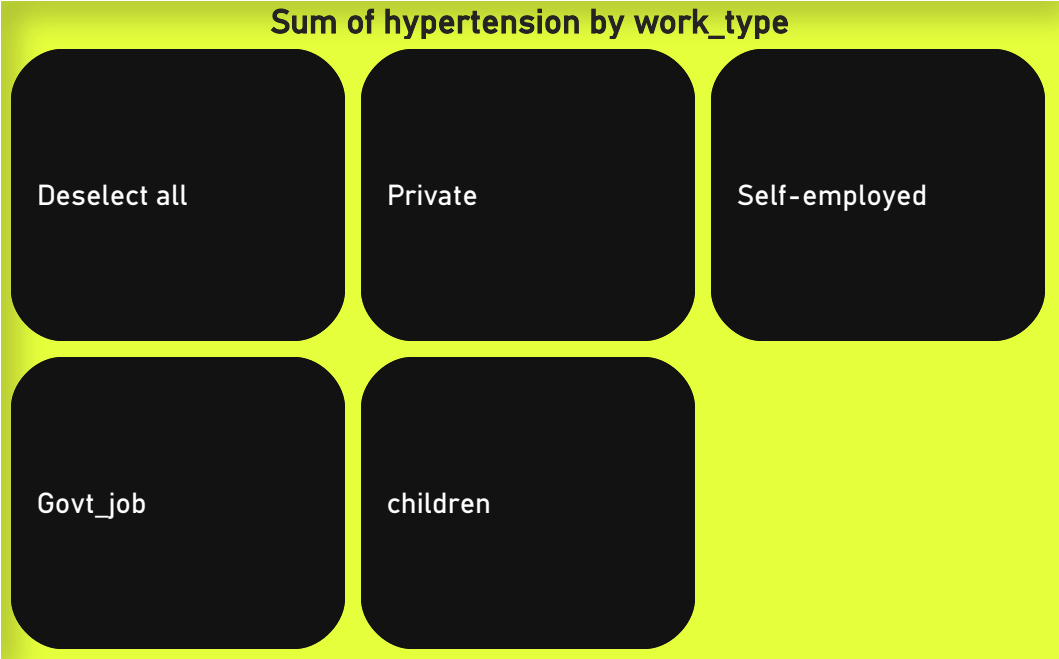 Sum of hypertension by work_type
Deselect all
Private
Self-employed
Govt_job
children